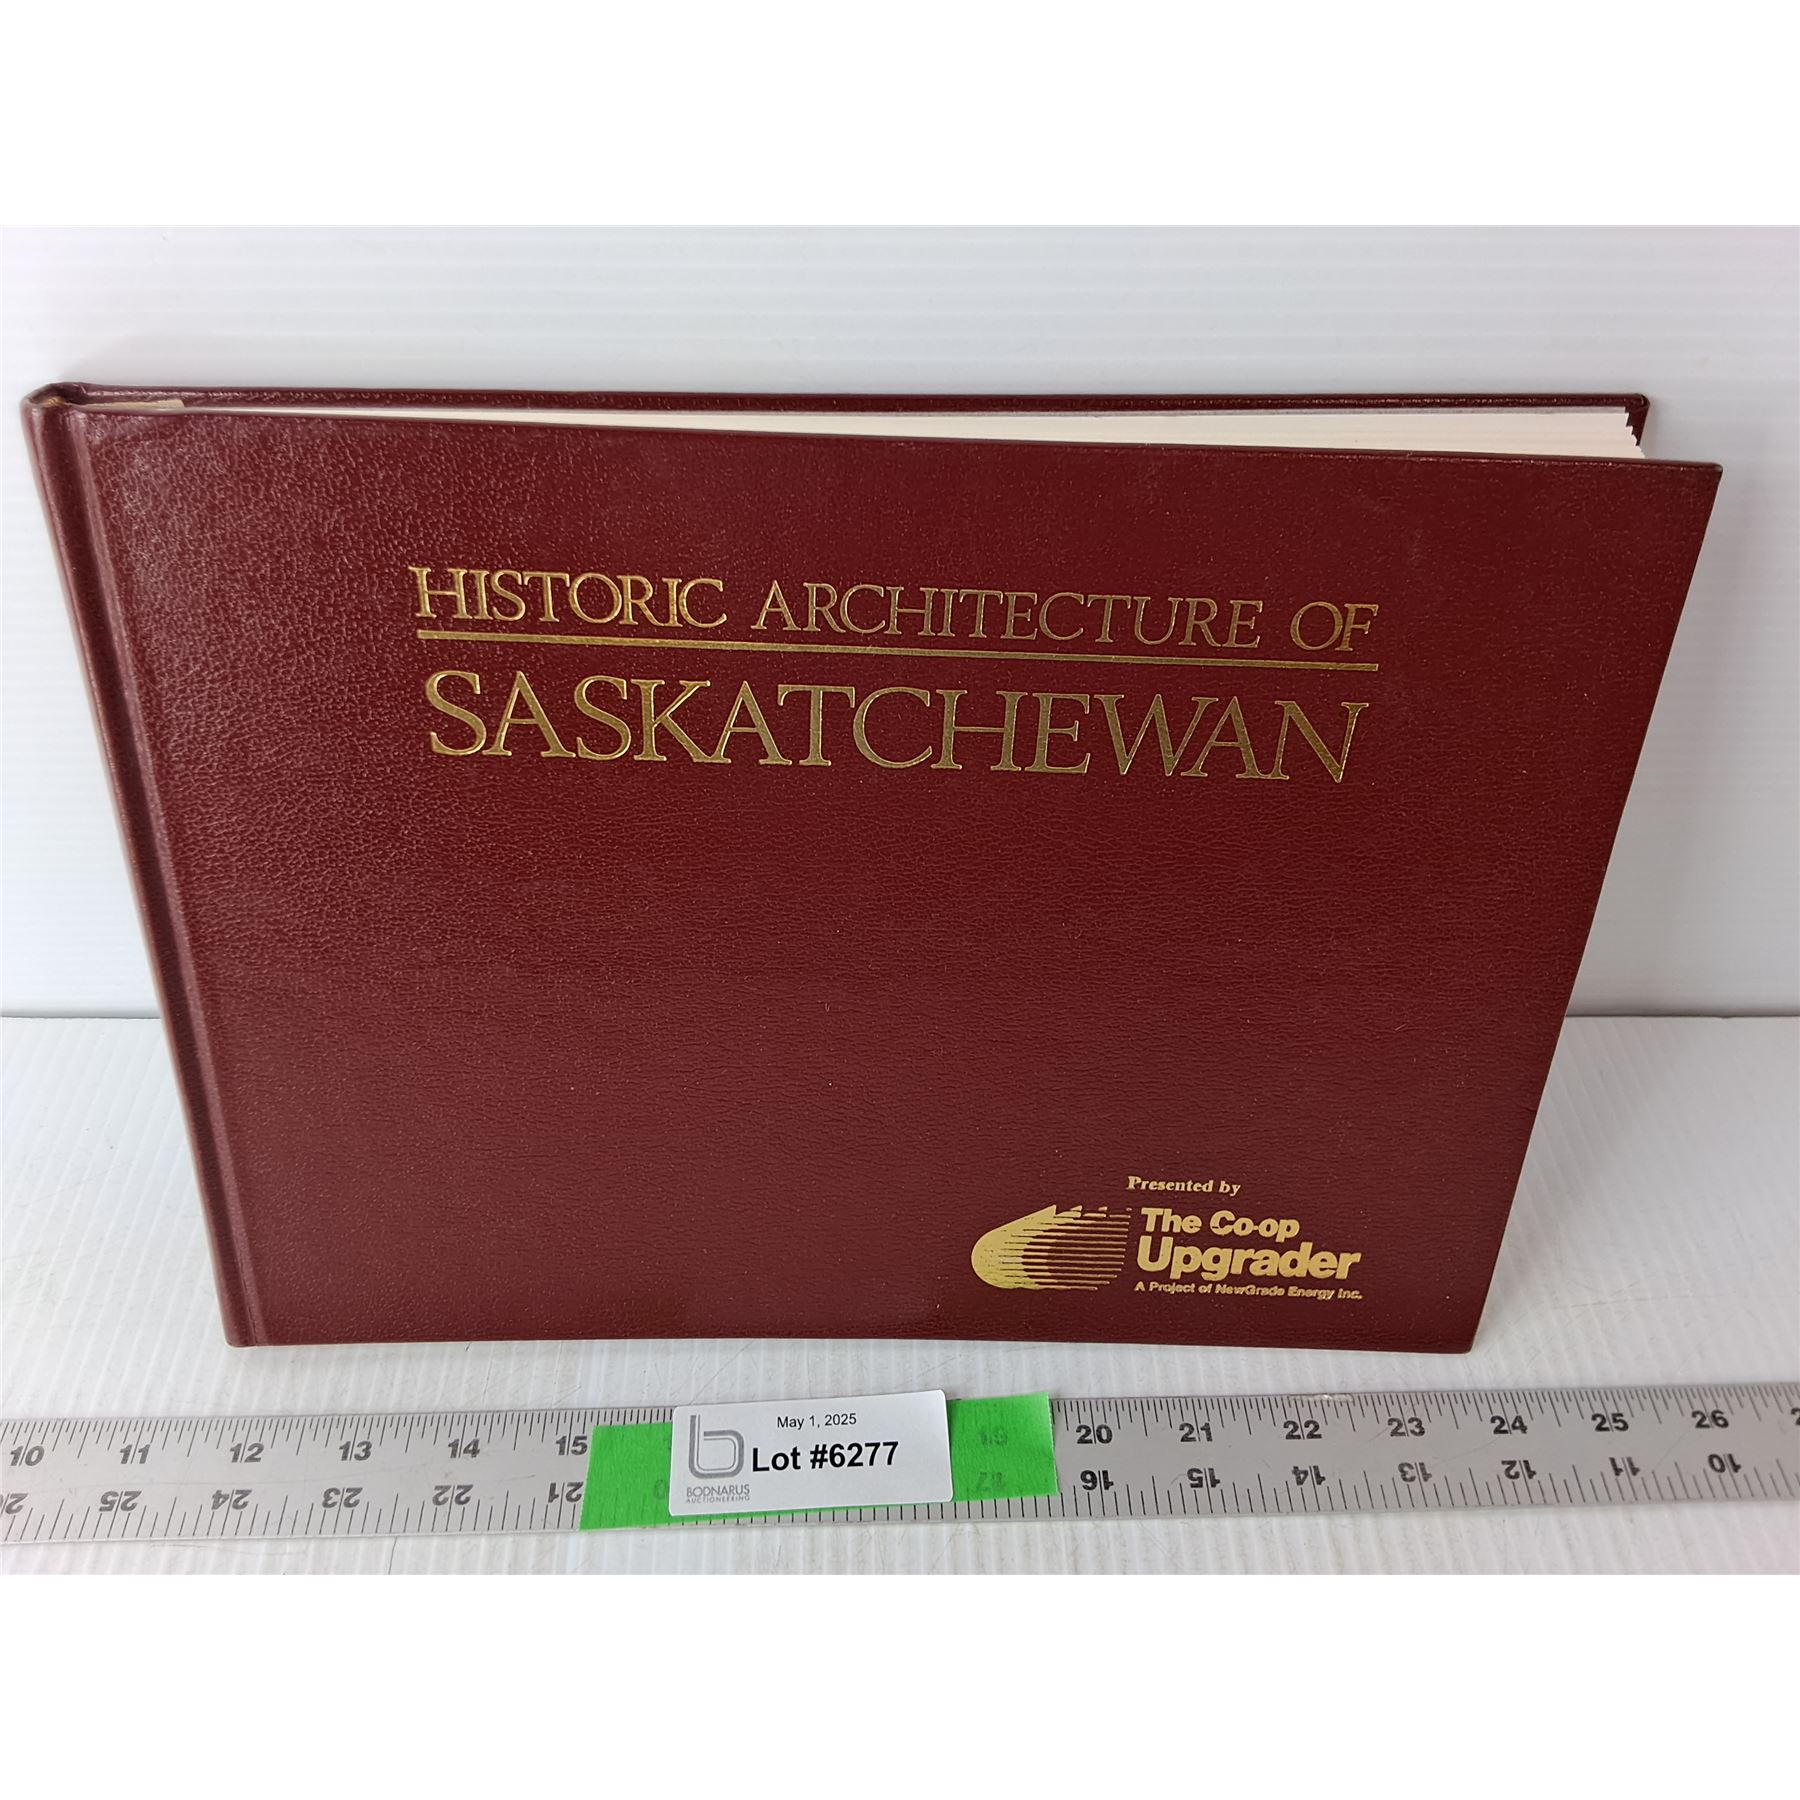 HISTORIC ARCHITECTURE OF
SASKATCHEWAN
Presented by
The Co-op
Upgrader
A Project of NewGrade Energy Inc.
May 1, 2025
Lot #6277
BODNARUS
AUCTIONEERING
10 11 12 13 14 15 19 20 21 22 23 24 25 26
25 24 23 22 21 17 16 15 14 13 12 11 10